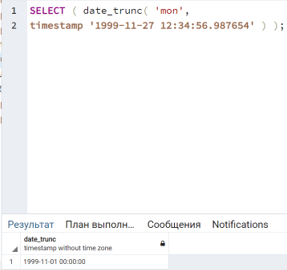 1 SELECT ( date_trunc( 'mon',
2 timestamp '1999-11-27 12:34:56.987654' ) );
Результат План выполн... Сообщения Notifications
date_trunc
timestamp without time zone
1 1999-11-01 00:00:00